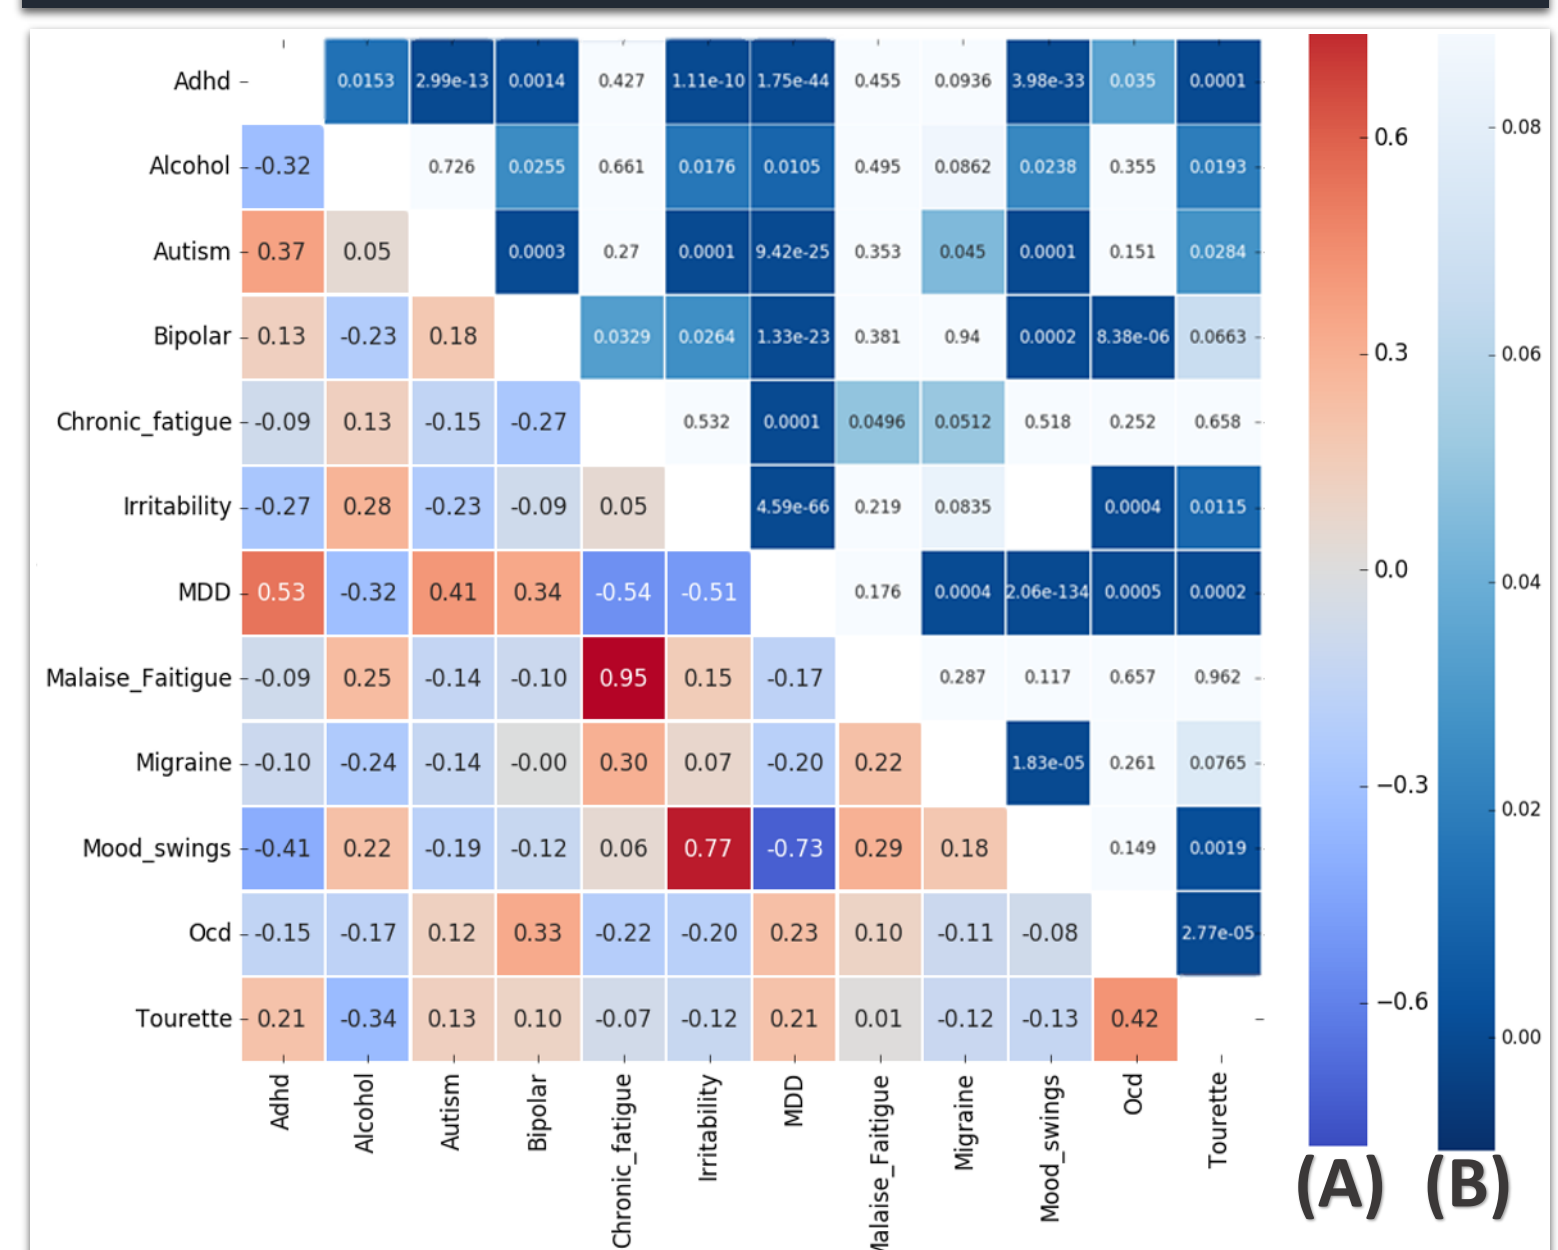 Adhd 0.0153 2.99e-13 0.0014 0.427 1.11e-10 1.75e-44 0.455 0.0936 3.98e-33 0.035 0.0001
Alcohol -0.32 0.726 0.0255 0.661 0.0176 0.0105 0.495 0.0862 0.0238 0.355 0.0193
Autism 0.37 0.05 0.0003 0.27 0.0001 9.42e-25 0.353 0.045 0.0001 0.151 0.0284
Bipolar 0.13 -0.23 0.18 0.0329 0.0264 1.33e-23 0.381 0.94 0.0002 8.38e-06 0.0663
Chronic_fatigue -0.09 0.13 -0.15 -0.27 0.532 0.0001 0.0496 0.0512 0.518 0.252 0.658
Irritability -0.27 0.28 -0.23 -0.09 0.05 4.59e-66 0.219 0.0835 0.0004 0.0115
MDD 0.53 -0.32 0.41 0.34 -0.54 -0.51 0.176 0.0004 2.06e-134 0.0005 0.0002
Malaise_Faitigue -0.09 0.25 -0.14 -0.10 0.95 0.15 -0.17 0.287 0.117 0.657 0.962
Migraine -0.10 -0.24 -0.14 -0.00 0.30 0.07 -0.20 0.22 1.83e-05 0.261 0.0765
Mood_swings -0.41 0.22 -0.19 -0.12 0.06 0.77 -0.73 0.29 0.18 0.149 0.0019
Ocd -0.15 -0.17 0.12 0.33 -0.22 -0.20 0.23 0.10 -0.11 -0.08 2.77e-05
Tourette 0.21 -0.34 0.13 0.10 -0.07 -0.12 0.21 0.01 -0.12 -0.13 0.42
Adhd
Alcohol
Autism
Bipolar
Chronic_fatigue
Irritability
MDD
Malaise_Faitigue
Migraine
Mood_swings
Ocd
Tourette
0.6
0.3
0.0
−0.3
−0.6
(A)
0.08
0.06
0.04
0.02
0.00
(B)